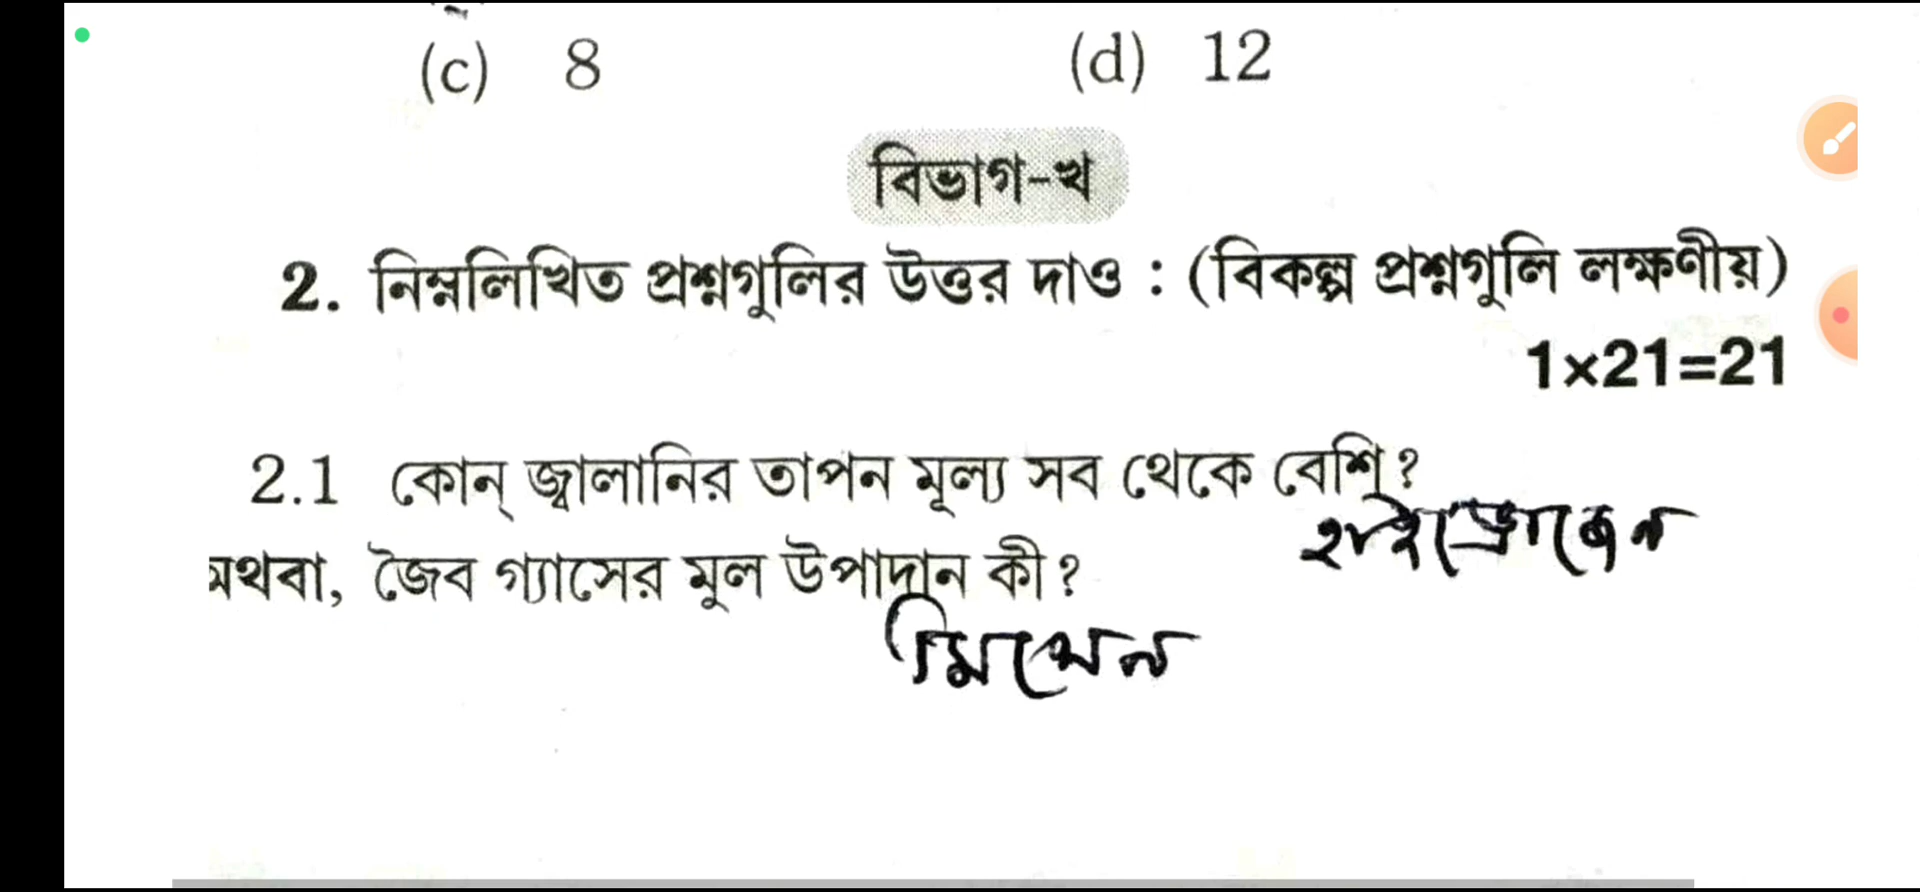 (c) 8 (d) 12
বিভাগ-খ
2. নিম্নলিখিত প্রশ্নগুলির উত্তর দাও : (বিকল্প প্রশ্নগুলি লক্ষণীয়)
1×21=21
2.1 কোন্ জ্বালানির তাপন মূল্য সব থেকে বেশি?
হাইড্রোজেন
অথবা, জৈব গ্যাসের মূল উপাদান কী?
মিথেন